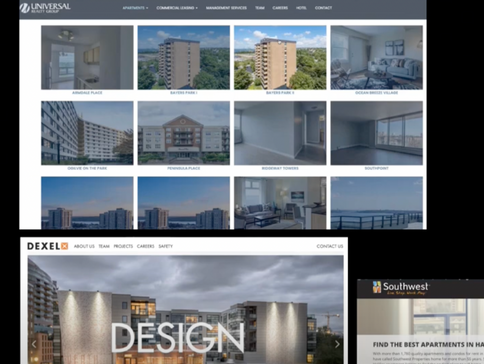 UNIVERSAL
REALTY GROUP
APARTMENTS COMMERCIAL LEASING MANAGEMENT SERVICES TEAM CAREERS HOTEL CONTACT
ARMDALE PLACE BAYERS PARK I BAYERS PARK II OCEAN BREEZE VILLAGE
ON THE PARK PENINSULA PLACE TOWERS SOUTHPOINT
DEXEL ABOUT US TEAM PROJECTS CAREERS SAFETY CONTACT US
DESIGN
Southwest
FIND THE BEST APARTMENTS IN HA